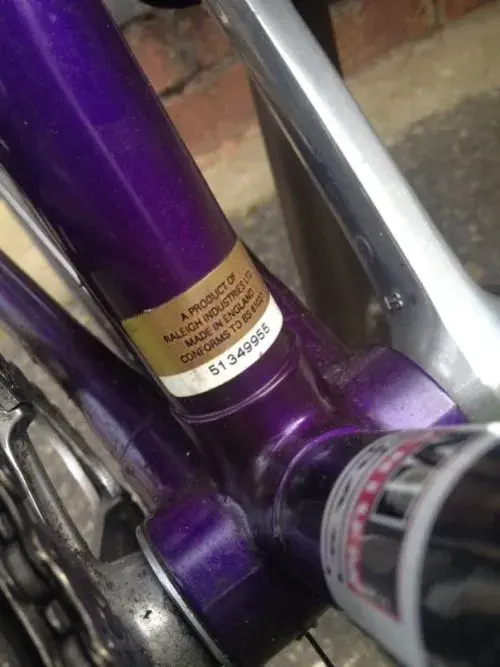 A PRODUCT OF
RALEIGH INDUSTRIES LTD.
MADE IN ENGLAND
CONFORMS TO BS 6102/1
51349955